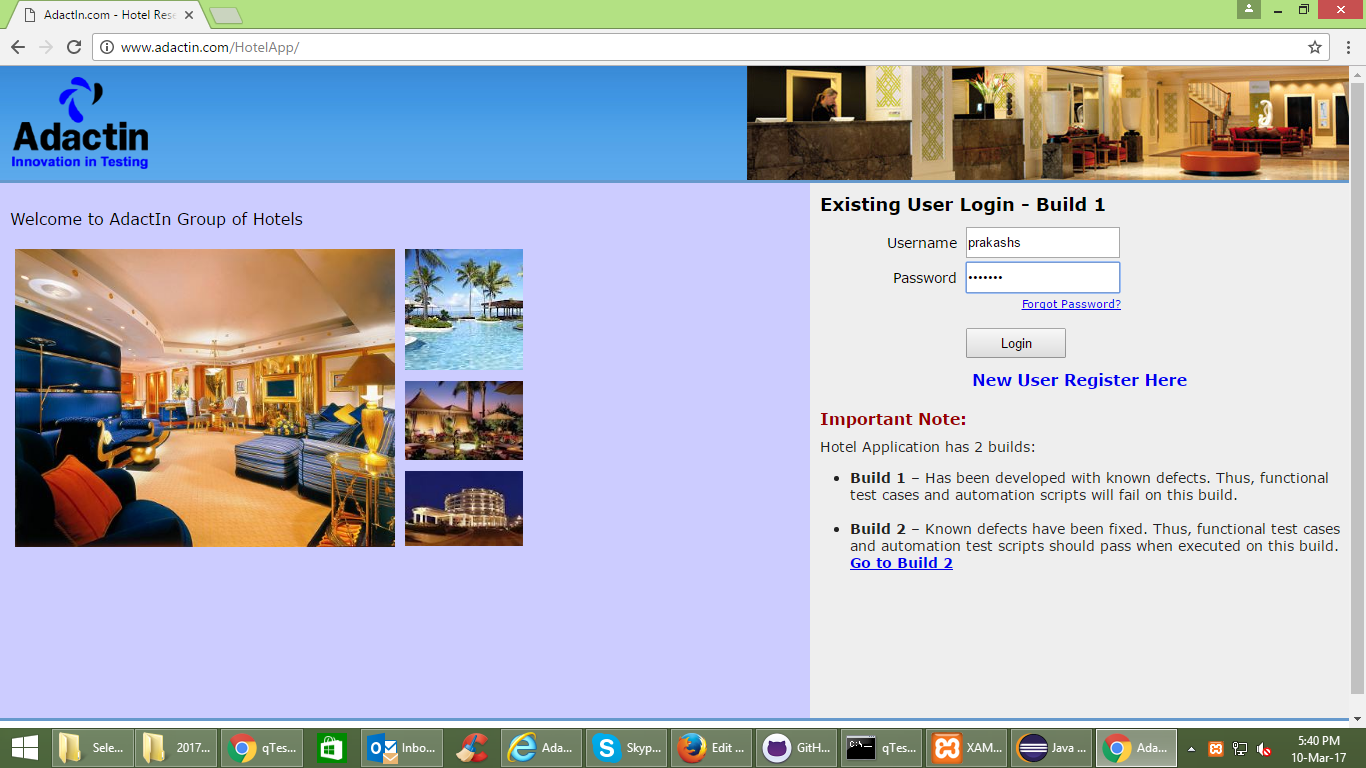 AdactIn.com - Hotel Rese
www.adactin.com/HotelApp/
Adactin
Innovation in Testing
Welcome to AdactIn Group of Hotels
Existing User Login - Build 1
Username prakashs
Password •••••••
Forgot Password?
Login
New User Register Here
Important Note:
Hotel Application has 2 builds:
• Build 1 – Has been developed with known defects. Thus, functional
test cases and automation scripts will fail on this build.
• Build 2 – Known defects have been fixed. Thus, functional test cases
and automation test scripts should pass when executed on this build.
Go to Build 2
Sele... 2017... qTes... Inbo... Ada... Skyp... Edit ... GitH... qTes... XAM... Java ... Ada... 5:40 PM
10-Mar-17